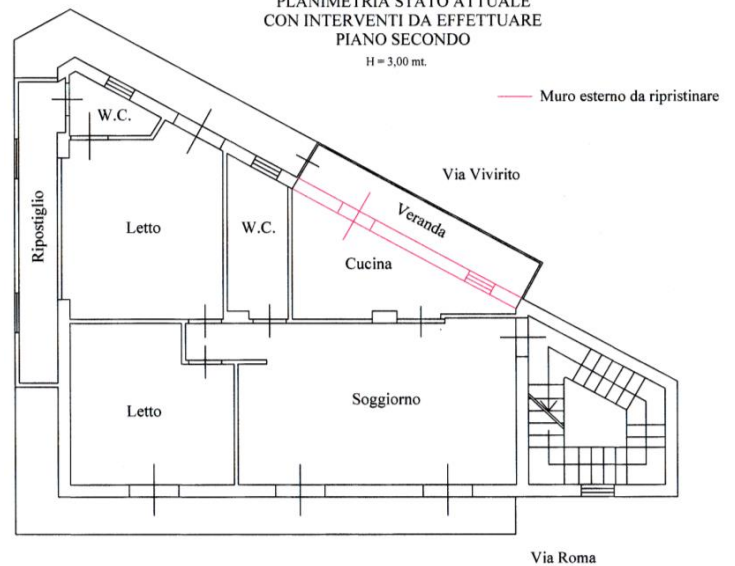 PLANIMETRIA STATO ATTUALE
CON INTERVENTI DA EFFETTUARE
PIANO SECONDO
H = 3,00 mt.
Muro esterno da ripristinare
W.C.
Via Vivirito
Ripostiglio
Letto
W.C.
Veranda
Cucina
Letto
Soggiorno
Via Roma